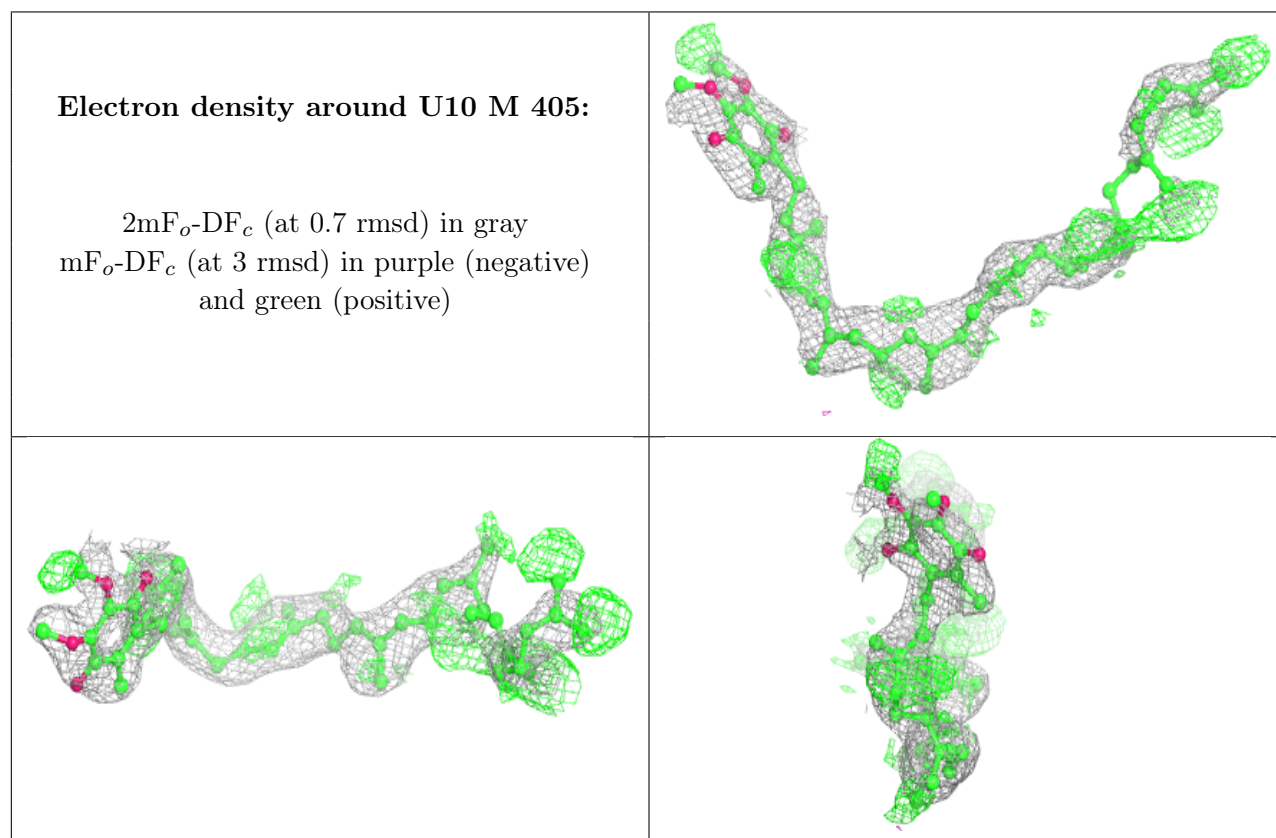 Electron density around U10 M 405:
2mFo-DFc (at 0.7 rmsd) in gray
mFo-DFc (at 3 rmsd) in purple (negative)
and green (positive)